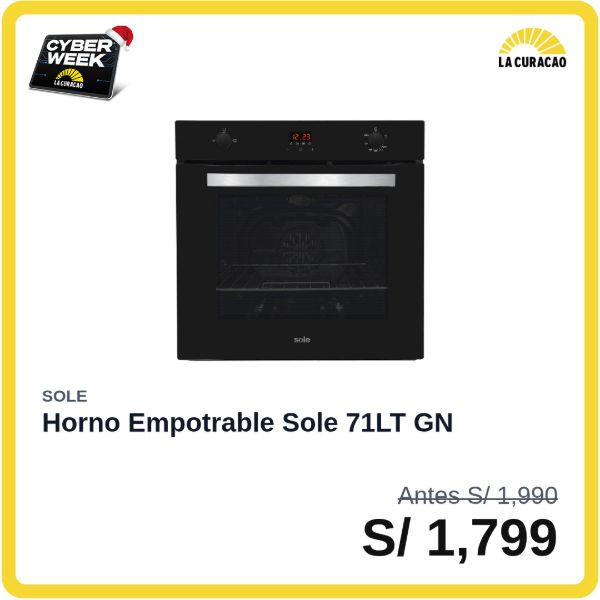 CYBER
WEEK
LA CURACAO
LA CURACAO
12:23
sole
SOLE
Horno Empotrable Sole 71LT GN
Antes S/ 1,990
S/ 1,799